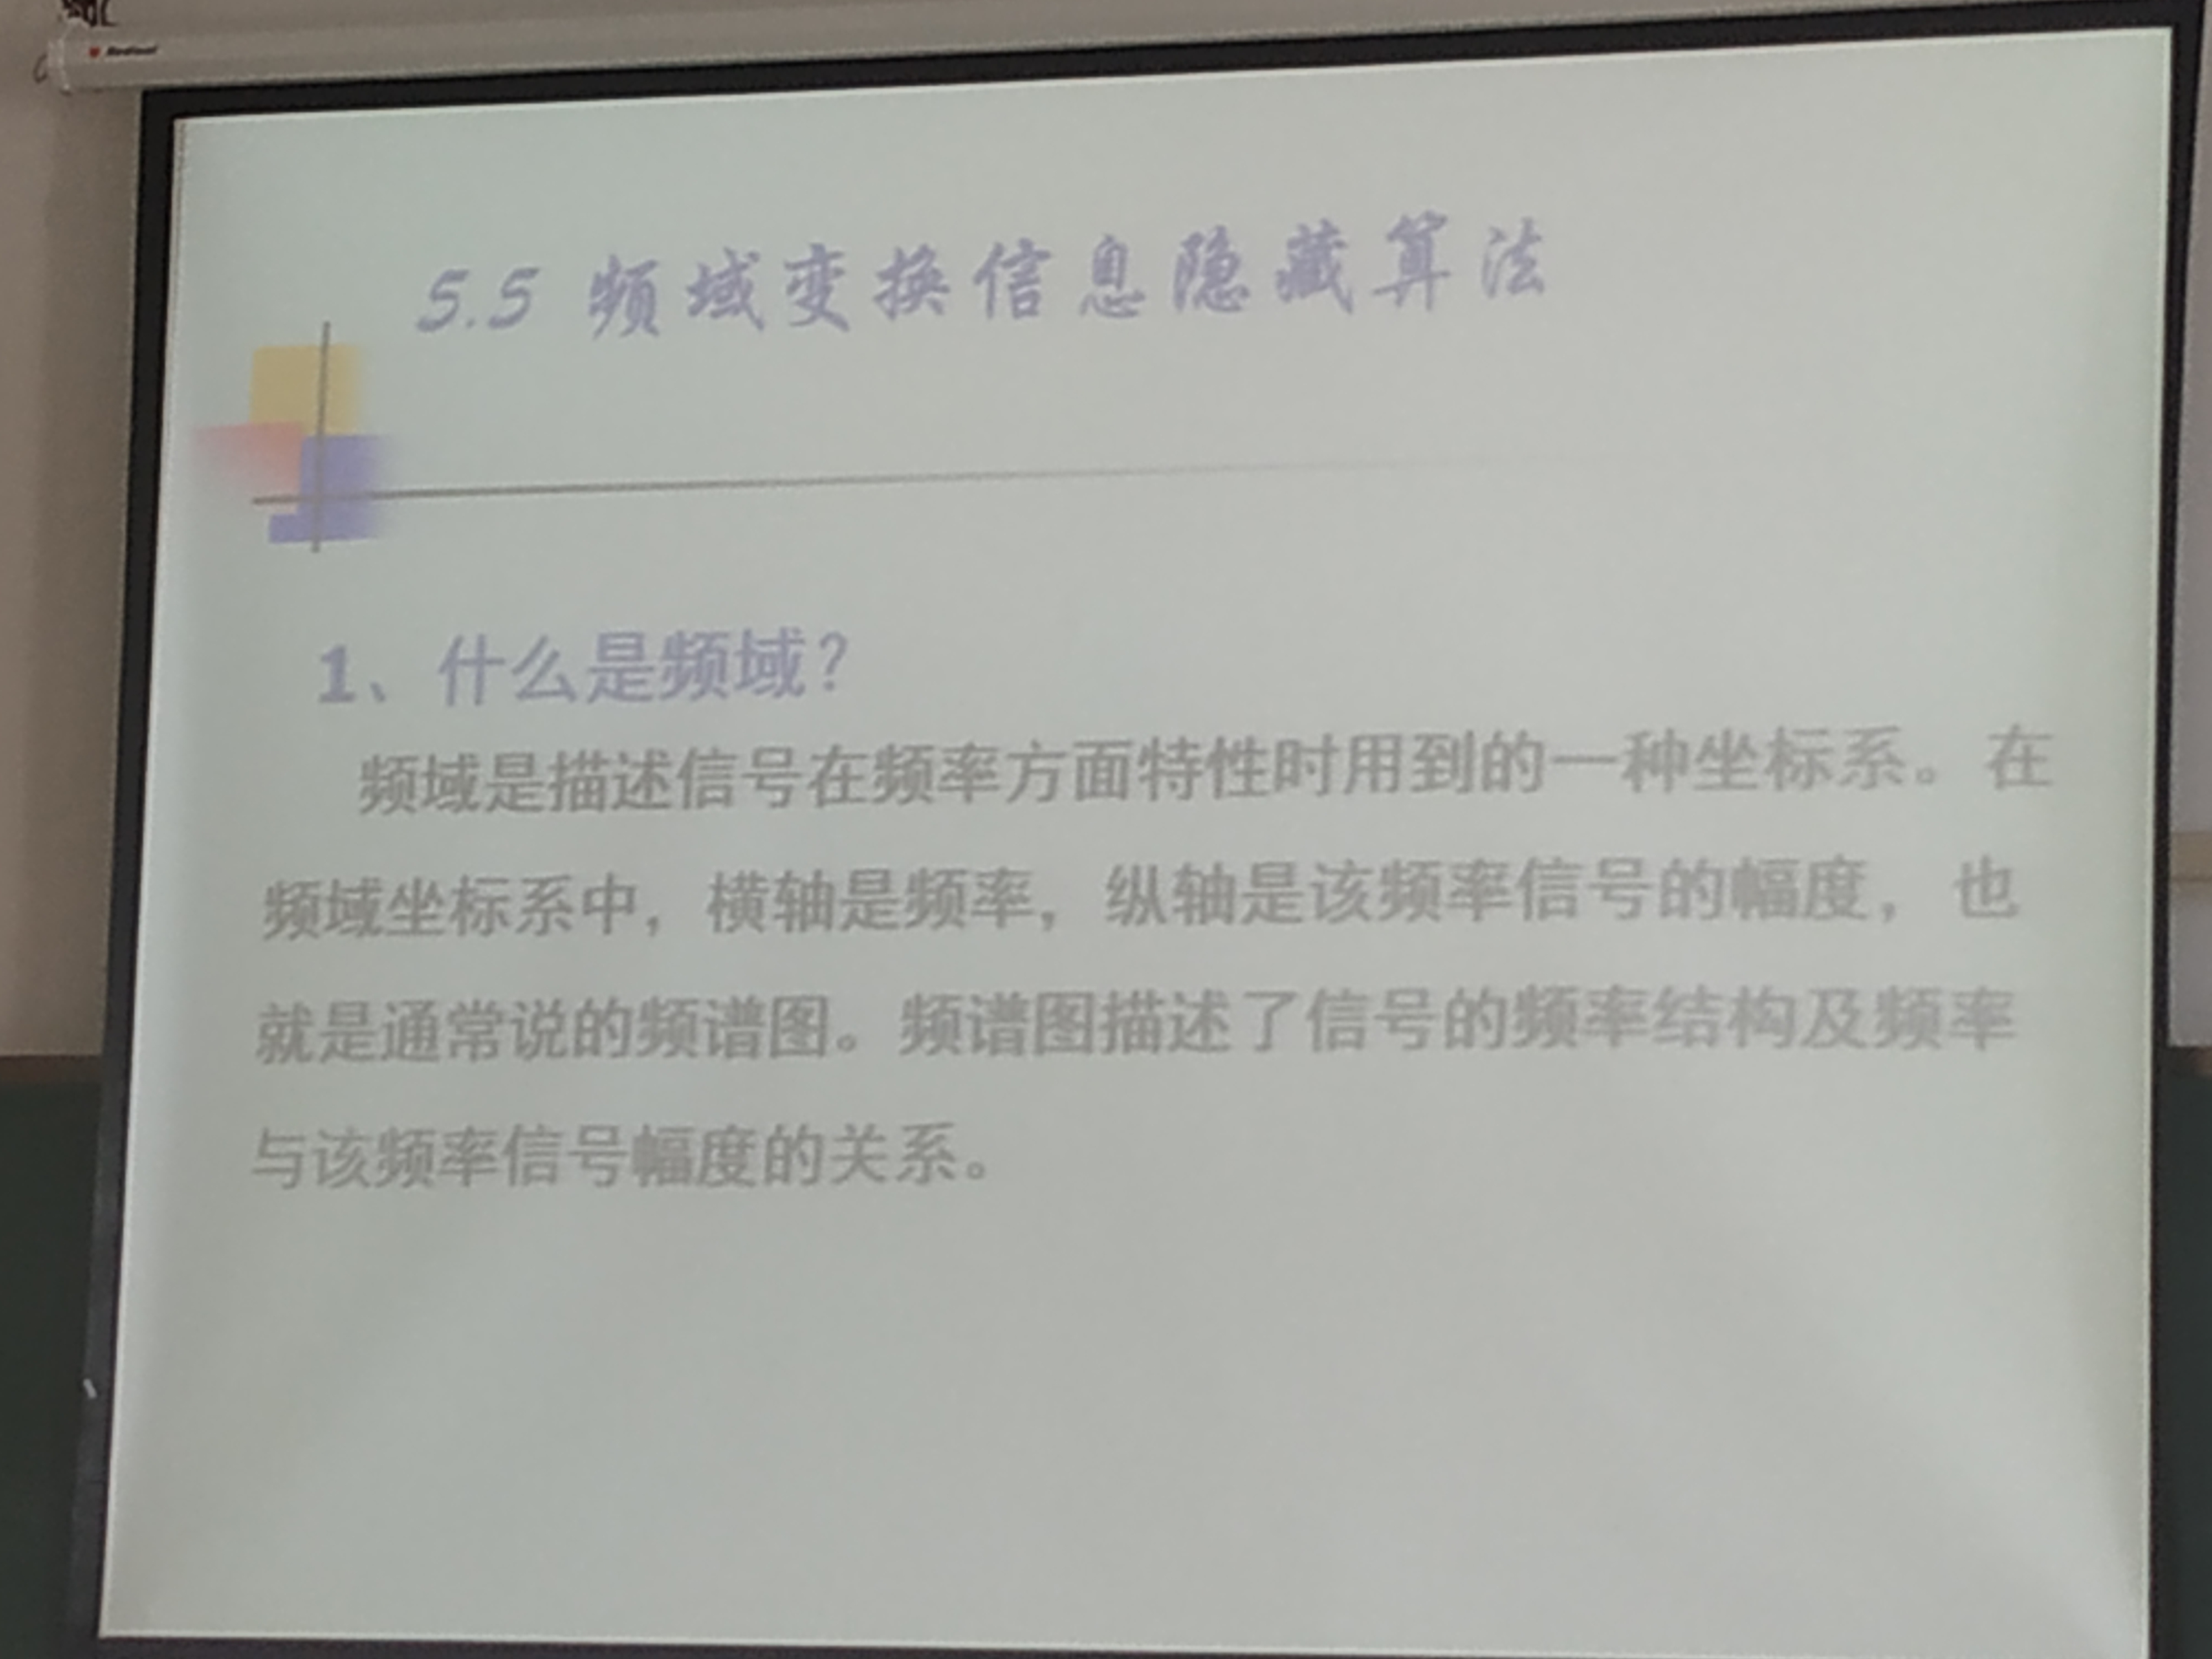 5.5 频域变换信息隐藏算法
1、什么是频域？
频域是描述信号在频率方面特性时用到的一种坐标系。在
频域坐标系中，横轴是频率，纵轴是该频率信号的幅度，也
就是通常说的频谱图。频谱图描述了信号的频率结构及频率
与该频率信号幅度的关系。